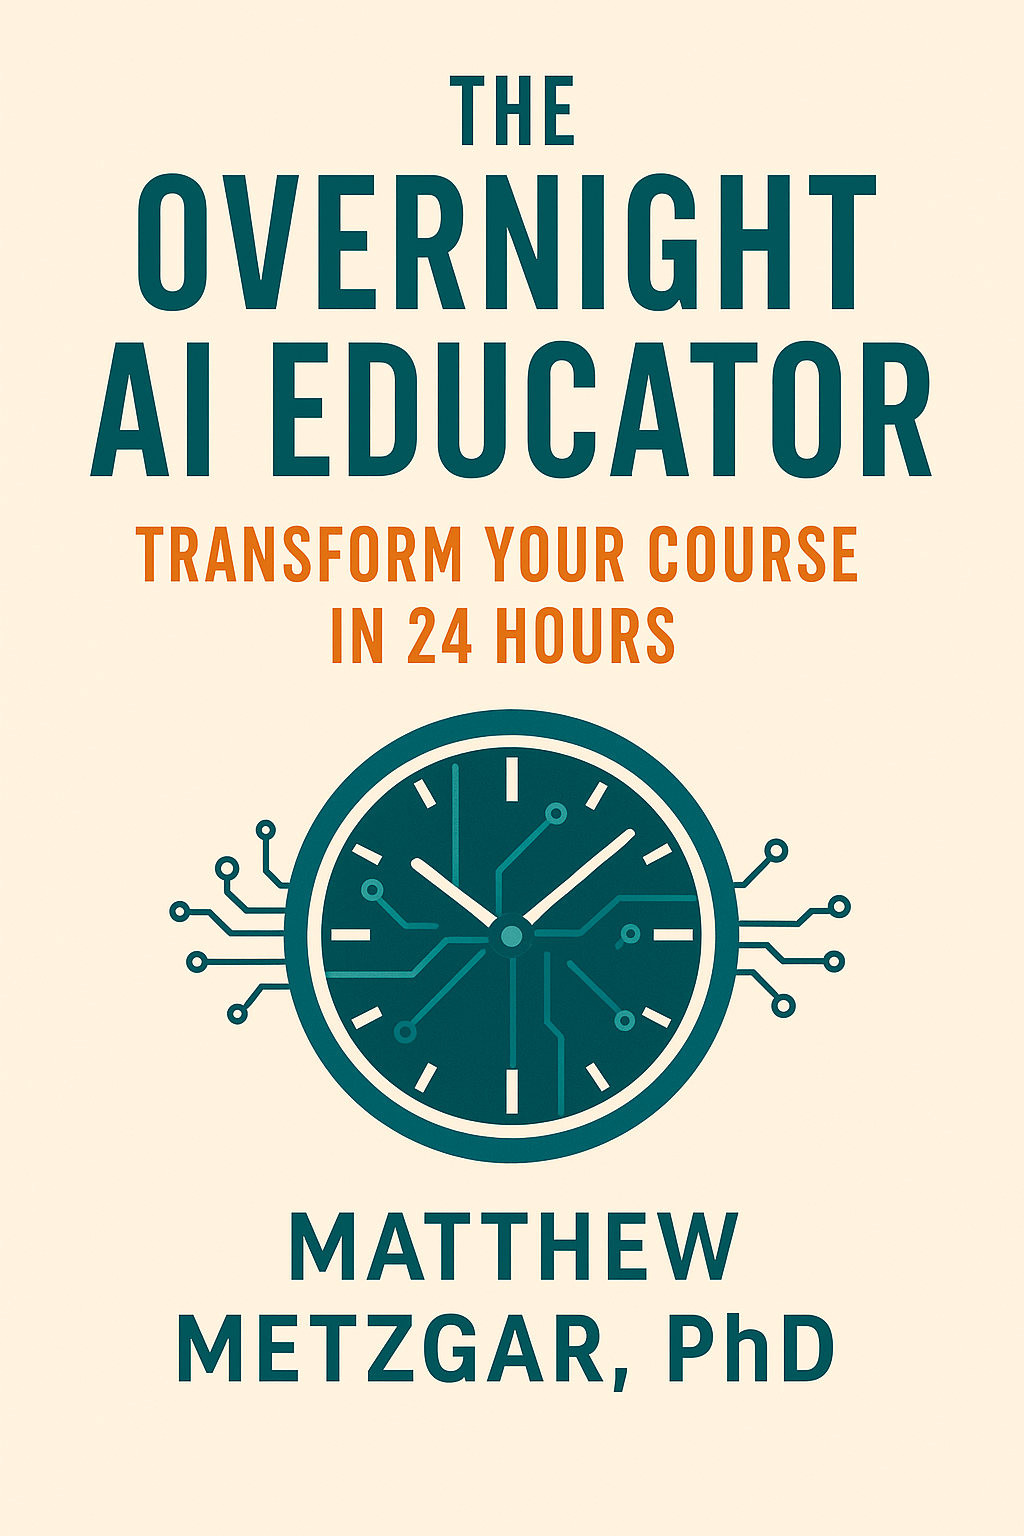 THE
OVERNIGHT
AI EDUCATOR
TRANSFORM YOUR COURSE
IN 24 HOURS
MATTHEW
METZGAR, PhD